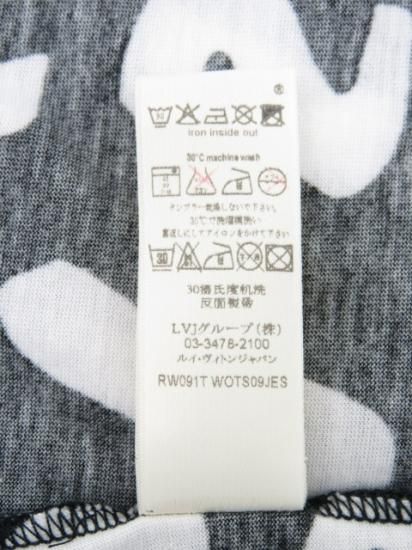 ®
iron inside out
30°C machine wash
タンブラー乾燥しないで下さい。
30℃で洗濯機洗い
裏返しにしてアイロンをかけて下さい
30
30攝氏度机洗
反面熨燙
LVJグループ(株)
03-3478-2100
ルイ・ヴィトンジャパン
RW091T WOTS09JES